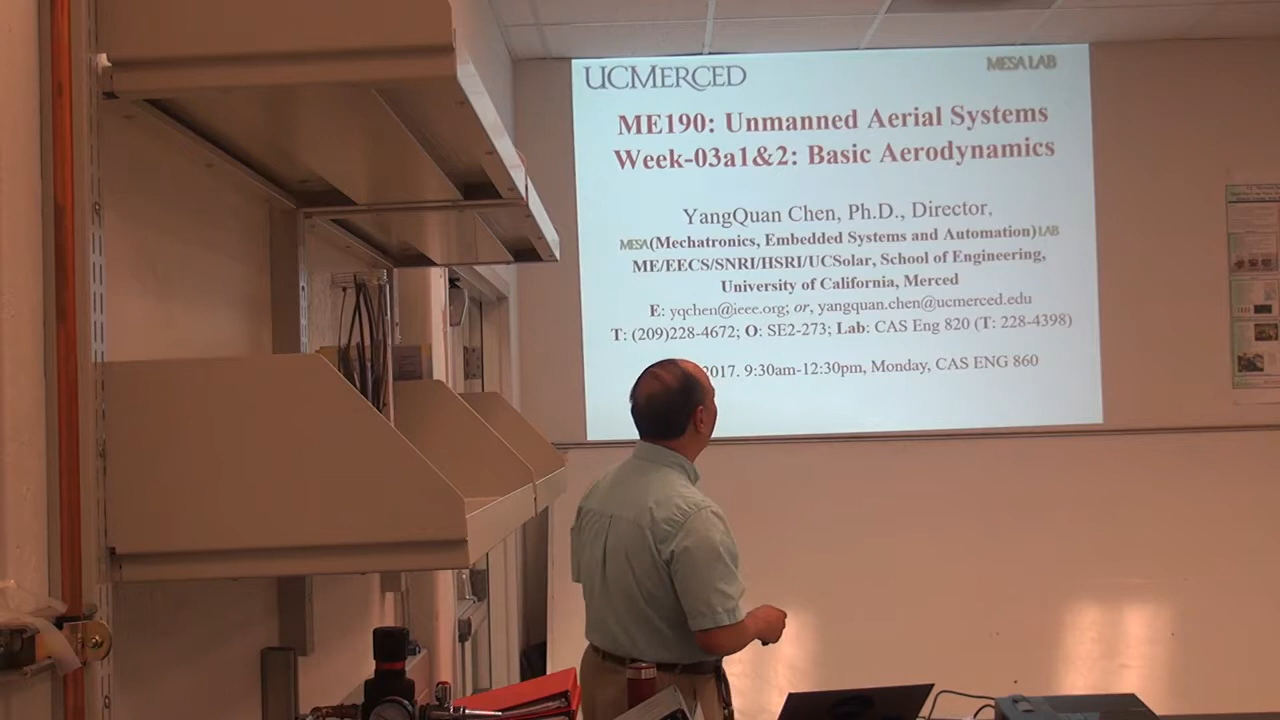 UCMERCED
MESA LAB
ME190: Unmanned Aerial Systems
Week-03a1&2: Basic Aerodynamics
YangQuan Chen, Ph.D., Director,
MESA(Mechatronics, Embedded Systems and Automation)LAB
ME/EECS/SNRI/HSRI/UCSolar, School of Engineering,
University of California, Merced
E: yqchen@ieee.org; or, yangquan.chen@ucmerced.edu
T: (209)228-4672; O: SE2-273; Lab: CAS Eng 820 (T: 228-4398)
2017. 9:30am-12:30pm, Monday, CAS ENG 860